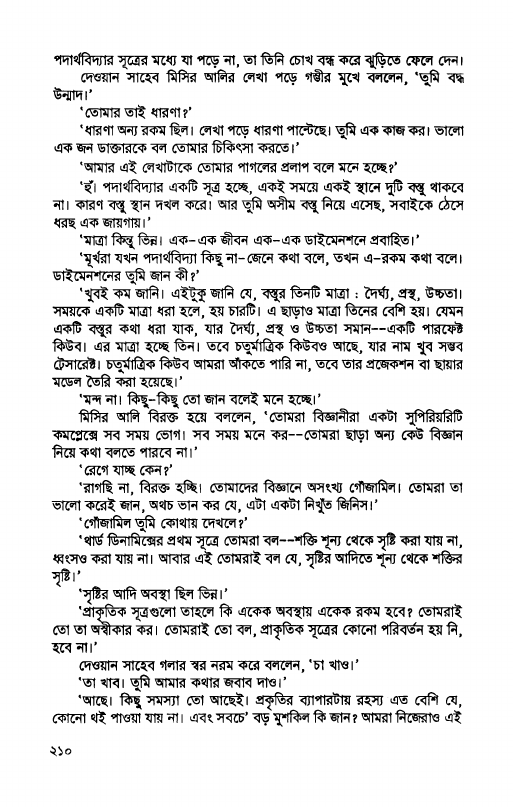 পদার্থবিদ্যার সূত্রের মধ্যে যা পড়ে না, তা তিনি চোখ বন্ধ করে ঝুড়িতে ফেলে দেন।
দেওয়ান সাহেব মিসির আলির লেখা পড়ে গম্ভীর মুখে বললেন, ‘তুমি বদ্ধ
উন্মাদ।’
‘তোমার তাই ধারণা?’
‘ধারণা অন্য রকম ছিল। লেখা পড়ে ধারণা পাল্টেছে। তুমি এক কাজ কর। ভালো
এক জন ডাক্তারকে বল তোমার চিকিৎসা করতে।’
‘আমার এই লেখাটাকে তোমার পাগলের প্রলাপ বলে মনে হচ্ছে?’
‘হুঁ। পদার্থবিদ্যার একটি সূত্র হচ্ছে, একই সময়ে একই স্থানে দুটি বস্তু থাকবে
না। কারণ বস্তু স্থান দখল করে। আর তুমি অসীম বস্তু নিয়ে এসেছ, সবাইকে ঠেসে
ধরছ এক জায়গায়।’
‘মাত্রা কিন্তু ভিন্ন। এক-এক জীবন এক-এক ডাইমেনশনে প্রবাহিত।’
‘মূর্খরা যখন পদার্থবিদ্যা কিছু না-জেনে কথা বলে, তখন এ-রকম কথা বলে।
ডাইমেনশনের তুমি জান কী?’
‘খুবই কম জানি। এইটুকু জানি যে, বস্তুর তিনটি মাত্রা : দৈর্ঘ্য, প্রস্থ, উচ্চতা।
সময়কে একটি মাত্রা ধরা হলে, হয় চারটি। এ ছাড়াও মাত্রা তিনের বেশি হয়। যেমন
একটি বস্তুর কথা ধরা যাক, যার দৈর্ঘ্য, প্রস্থ ও উচ্চতা সমান--একটি পারফেক্ট
কিউব। এর মাত্রা হচ্ছে তিন। তবে চতুর্মাত্রিক কিউবও আছে, যার নাম খুব সম্ভব
টেসারেক্ট। চতুর্মাত্রিক কিউব আমরা আঁকতে পারি না, তবে তার প্রজেকশন বা ছায়ার
মডেল তৈরি করা হয়েছে।’
‘মন্দ না। কিছু-কিছু তো জান বলেই মনে হচ্ছে।’
মিসির আলি বিরক্ত হয়ে বললেন, ‘তোমরা বিজ্ঞানীরা একটা সুপিরিয়রিটি
কমপ্লেক্সে সব সময় ভোগ। সব সময় মনে কর--তোমরা ছাড়া অন্য কেউ বিজ্ঞান
নিয়ে কথা বলতে পারবে না।’
‘রেগে যাচ্ছ কেন?’
‘রাগছি না, বিরক্ত হচ্ছি। তোমাদের বিজ্ঞানে অসংখ্য গোঁজামিল। তোমরা তা
ভালো করেই জান, অথচ ভান কর যে, এটা একটা নিখুঁত জিনিস।’
‘গোঁজামিল তুমি কোথায় দেখলে?’
‘থার্ড ডিনামিক্সের প্রথম সূত্রে তোমরা বল--শক্তি শূন্য থেকে সৃষ্টি করা যায় না,
ধ্বংসও করা যায় না। আবার এই তোমরাই বল যে, সৃষ্টির আদিতে শূন্য থেকে শক্তির
সৃষ্টি।’
‘সৃষ্টির আদি অবস্থা ছিল ভিন্ন।’
‘প্রাকৃতিক সূত্রগুলো তাহলে কি একেক অবস্থায় একেক রকম হবে? তোমরাই
তো তা অস্বীকার কর। তোমরাই তো বল, প্রাকৃতিক সূত্রের কোনো পরিবর্তন হয় নি,
হবে না।’
দেওয়ান সাহেব গলার স্বর নরম করে বললেন, ‘চা খাও।’
‘তা খাব। তুমি আমার কথার জবাব দাও।’
‘আছে। কিছু সমস্যা তো আছেই। প্রকৃতির ব্যাপারটায় রহস্য এত বেশি যে,
কোনো থই পাওয়া যায় না। এবং সবচে’ বড় মুশকিল কি জান? আমরা নিজেরাও এই
২১০